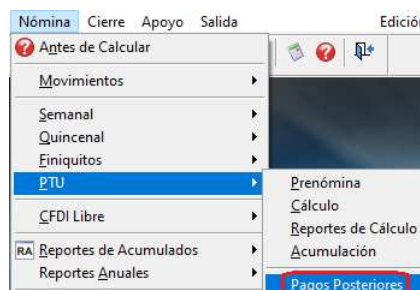 Nómina Cierre Apoyo Salida Edició
Antes de Calcular
Movimientos
Semanal
Quincenal
Finiquitos
PTU
CFDI Libre
RA Reportes de Acumulados
Reportes Anuales
Prenómina
Cálculo
Reportes de Cálculo
Acumulación
Pagos Posteriores